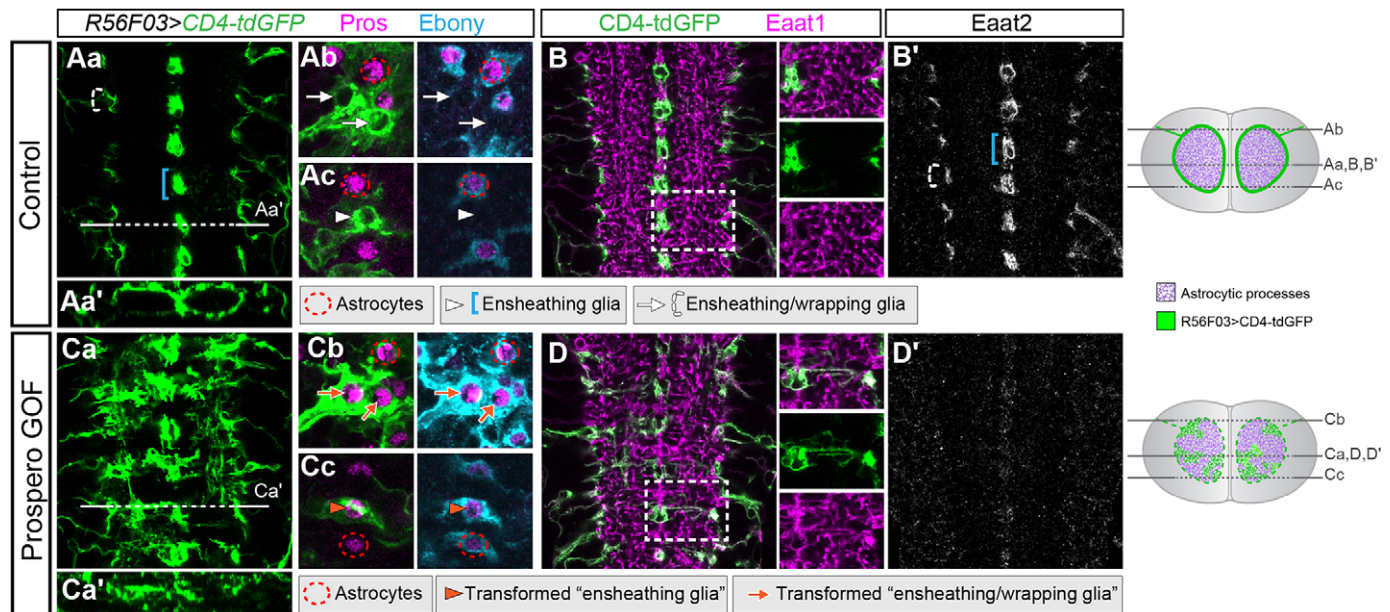 R56F03>CD4-tdGFP Pros Ebony
CD4-tdGFP Eaat1
Eaat2
Control
Aa
Aa'
Aa'
Ab
Ac
B
B'
Ab
Aa,B,B'
Ac
Astrocytes
Ensheathing glia
Ensheathing/wrapping glia
Astrocytic processes
R56F03>CD4-tdGFP
Prospero GOF
Ca
Ca'
Ca'
Cb
Cc
D
D'
Cb
Ca,D,D'
Cc
Astrocytes
Transformed “ensheathing glia”
Transformed “ensheathing/wrapping glia”